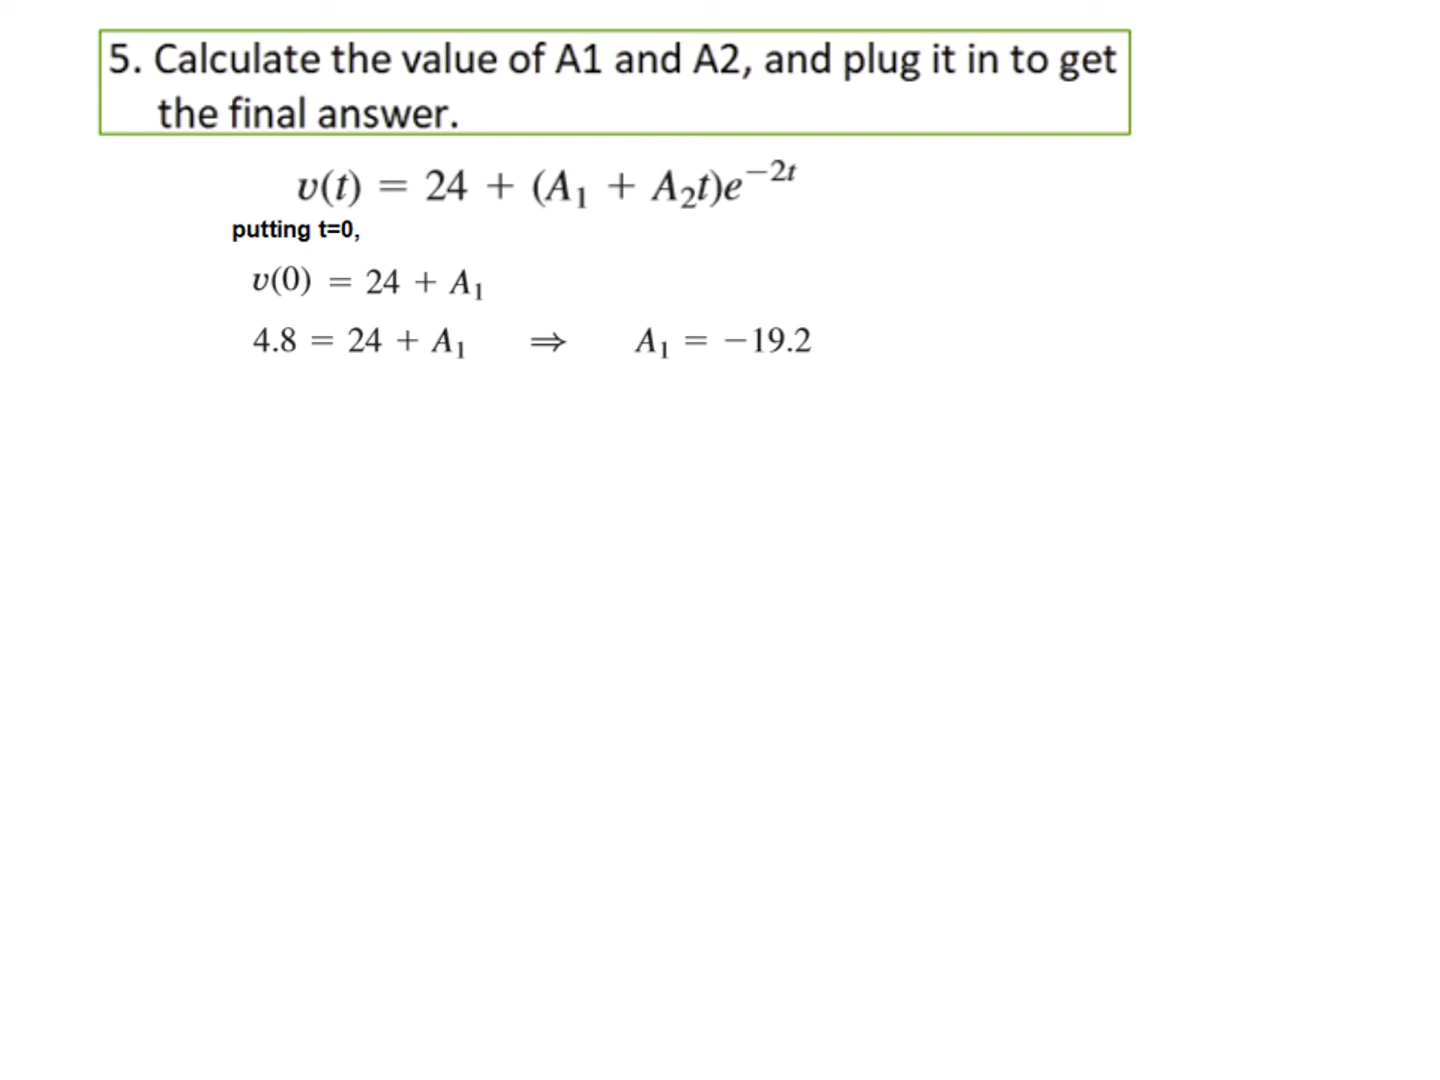 5. Calculate the value of A1 and A2, and plug it in to get
the final answer.
v(t) = 24 + (A₁ + A₂t)e⁻²ᵗ
putting t=0,
v(0) = 24 + A₁
4.8 = 24 + A₁ ⇒ A₁ = −19.2